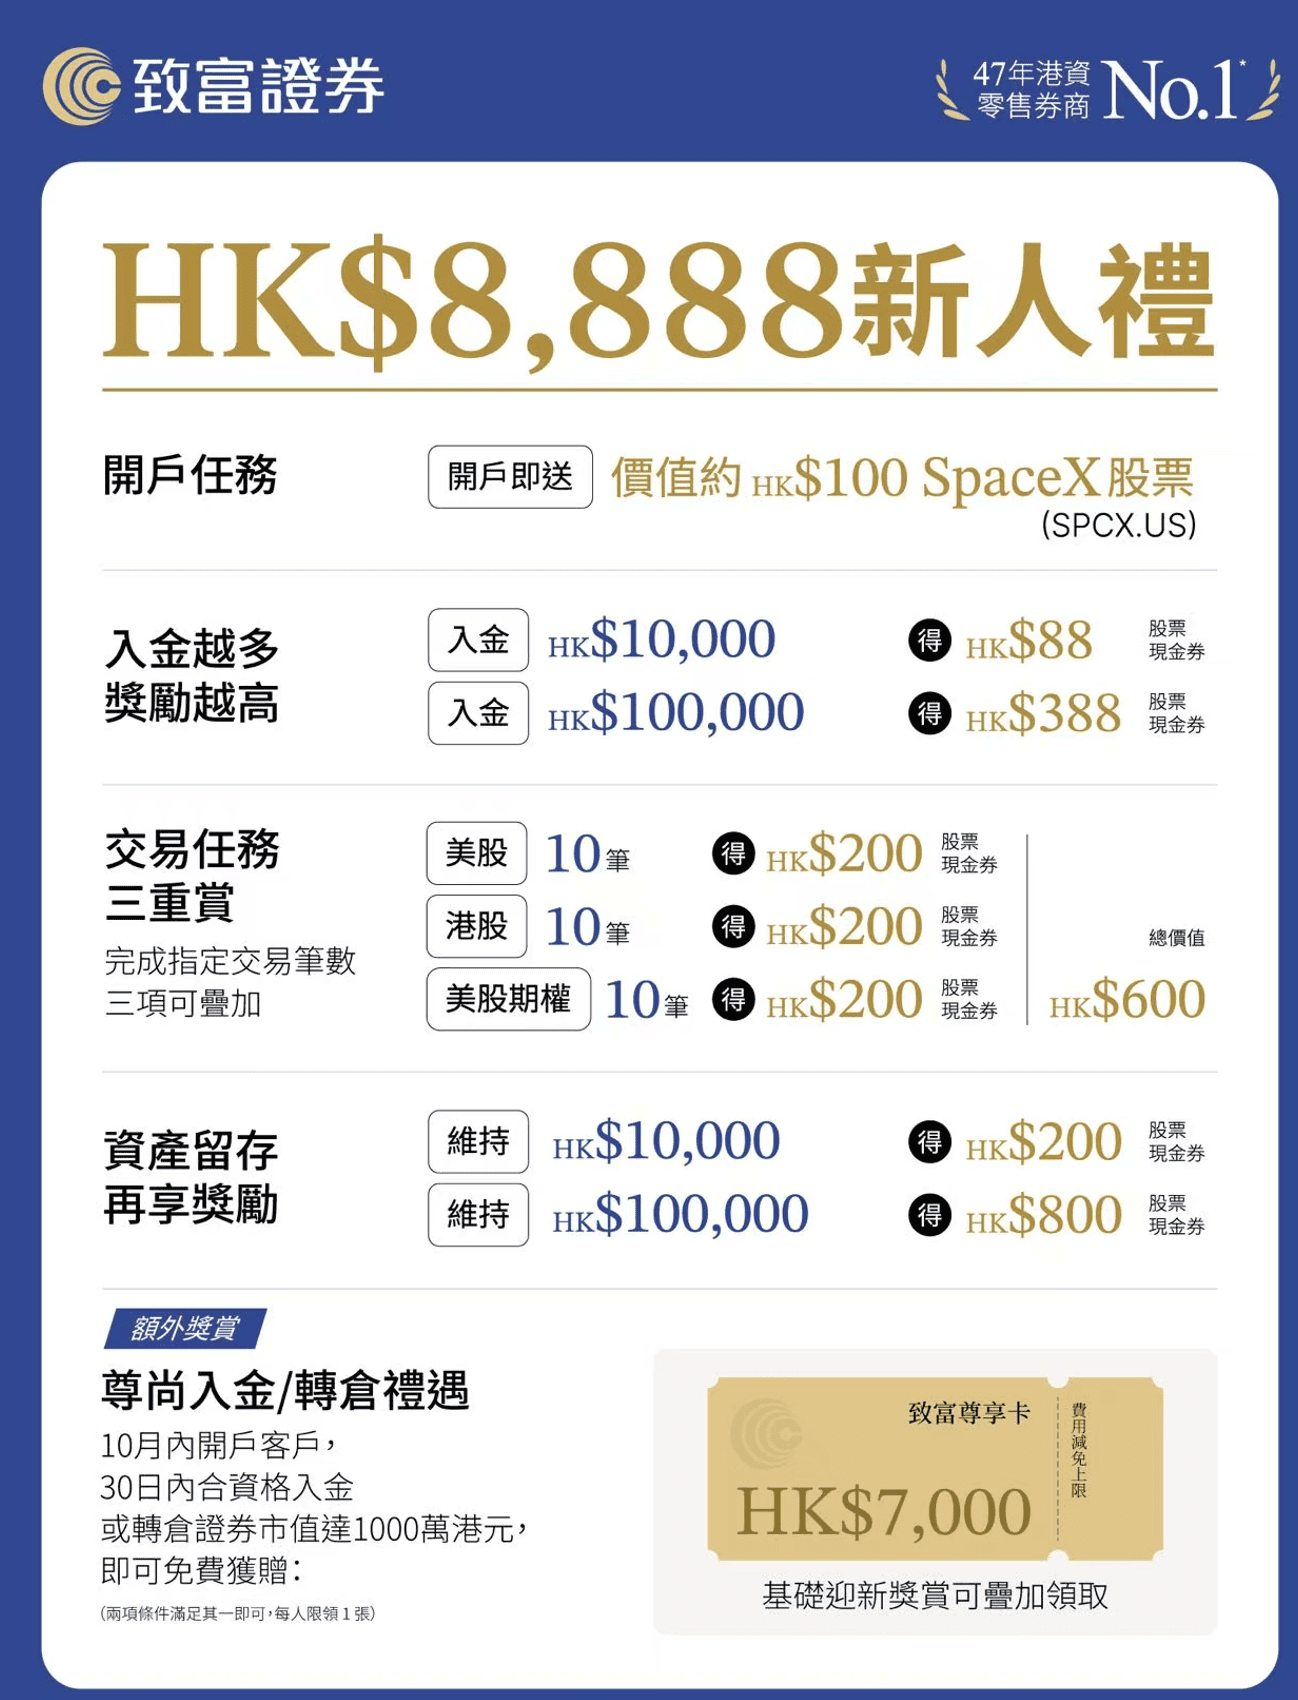 致富證券
47年港資
零售券商
No.1*
HK$8,888新人禮
開戶任務
開戶即送 價值約 HK$100 SpaceX股票
(SPCX.US)
入金越多
獎勵越高
入金 HK$10,000 得 HK$88 股票現金券
入金 HK$100,000 得 HK$388 股票現金券
交易任務
三重賞
完成指定交易筆數
三項可疊加
美股 10筆 得 HK$200 股票現金券
港股 10筆 得 HK$200 股票現金券
美股期權 10筆 得 HK$200 股票現金券
總價值
HK$600
資產留存
再享獎勵
維持 HK$10,000 得 HK$200 股票現金券
維持 HK$100,000 得 HK$800 股票現金券
額外獎賞
尊尚入金/轉倉禮遇
10月內開戶客戶，
30日內合資格入金
或轉倉證券市值達1000萬港元，
即可免費獲贈：
(兩項條件滿足其一即可，每人限領1張)
致富尊享卡
HK$7,000
費用減免上限
基礎迎新獎賞可疊加領取